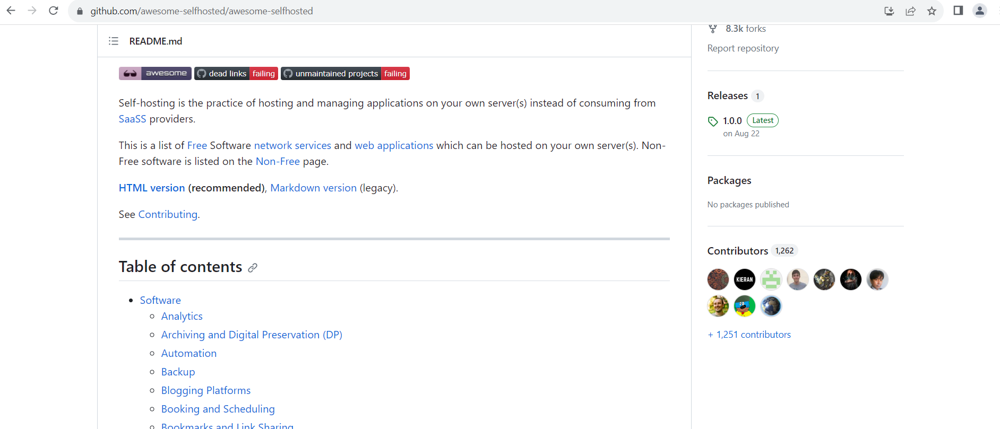 github.com/awesome-selfhosted/awesome-selfhosted
README.md
awesome dead links failing unmaintained projects failing
Self-hosting is the practice of hosting and managing applications on your own server(s) instead of consuming from
SaaSS providers.
This is a list of Free Software network services and web applications which can be hosted on your own server(s). Non-
Free software is listed on the Non-Free page.
HTML version (recommended), Markdown version (legacy).
See Contributing.
Table of contents
Software
Analytics
Archiving and Digital Preservation (DP)
Automation
Backup
Blogging Platforms
Booking and Scheduling
Bookmarks and Link Sharing
8.3k forks
Report repository
Releases 1
1.0.0 Latest
on Aug 22
Packages
No packages published
Contributors 1,262
KIERAN
+ 1,251 contributors